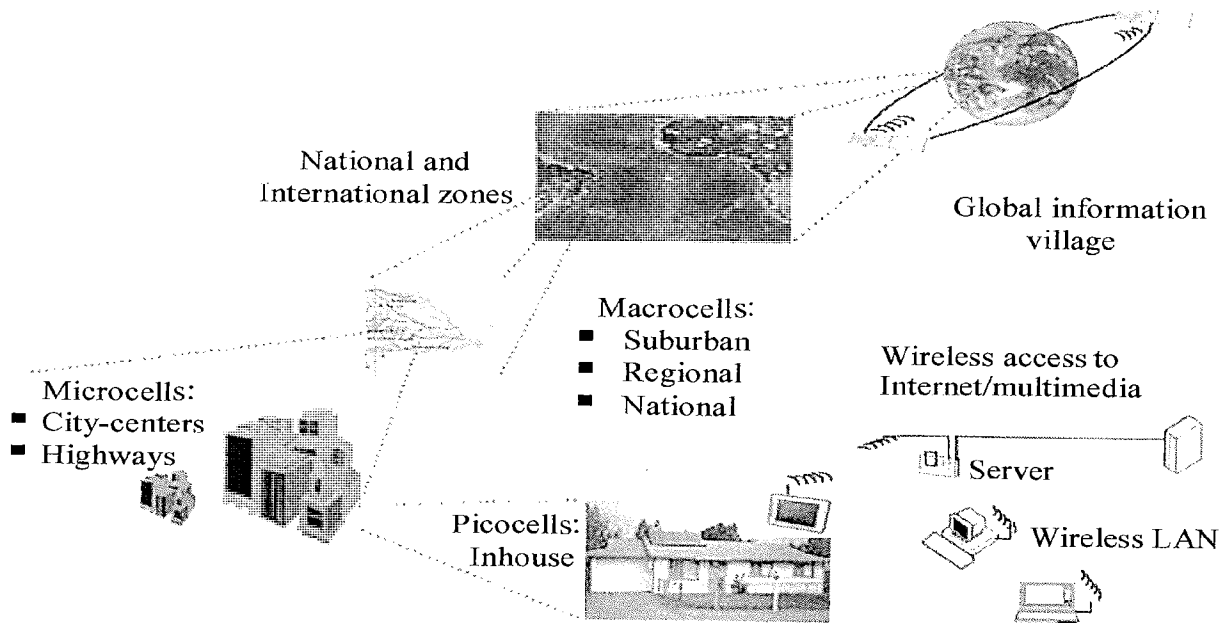 National and
International zones
Global information
village
Macrocells:
■ Suburban
■ Regional
■ National
Wireless access to
Internet/multimedia
Microcells:
■ City-centers
■ Highways
Server
Picocells:
Inhouse
Wireless LAN